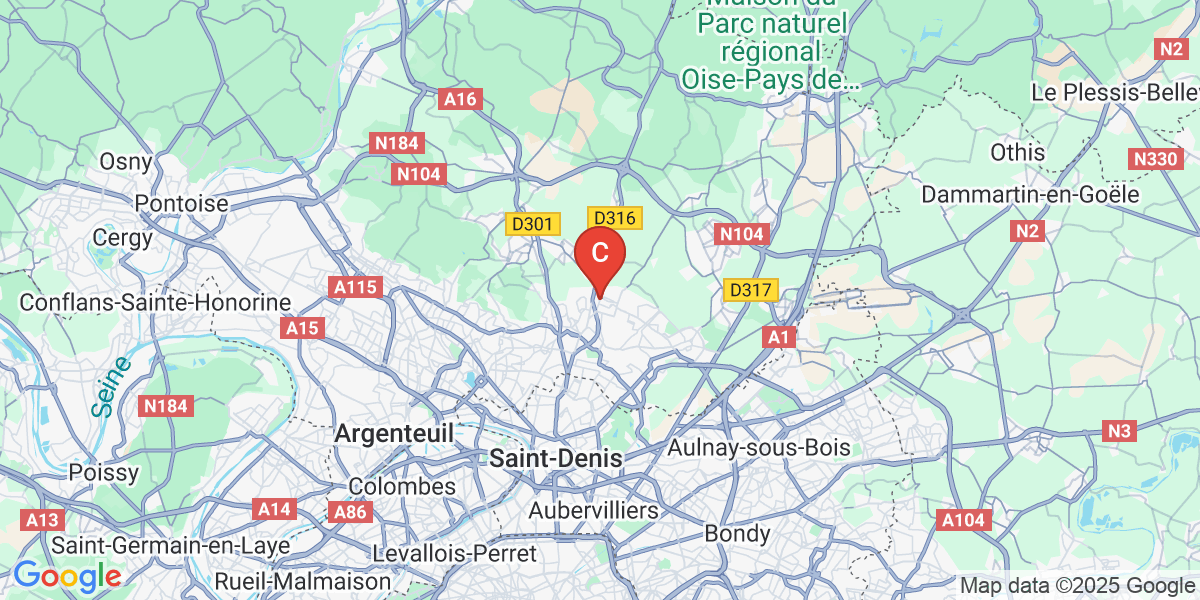 Maison du
Parc naturel
régional
Oise-Pays de…
N2
A16
Le Plessis-Belle
N184
Othis
N330
Osny
N104
Dammartin-en-Goële
Pontoise
D301
D316
N104
N2
Cergy
C
A115
D317
Conflans-Sainte-Honorine
A15
A1
Seine
N184
Argenteuil
N3
Aulnay-sous-Bois
Saint-Denis
Poissy
Colombes
A14
A86
Aubervilliers
A13
A104
Bondy
Saint-Germain-en-Laye
Levallois-Perret
Google
Rueil-Malmaison
Map data ©2025 Google